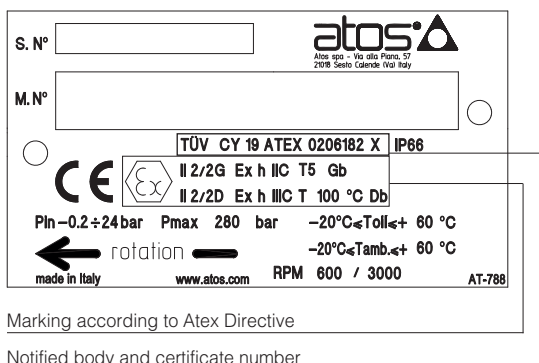 S. Nº
atos
Atos spa - Via alla Piana, 57
21018 Sesto Calende (Va) Italy
M. Nº
TÜV CY 19 ATEX 0206182 X IP66
CE Ex II 2/2G Ex h IIC T5 Gb
II 2/2D Ex h IIIC T 100 °C Db
PIn -0.2÷24 bar Pmax 280 bar -20°C≤Toil≤+ 60 °C
rotation -20°C≤Tamb.≤+ 60 °C
made in Italy www.atos.com RPM 600 / 3000 AT-788
Marking according to Atex Directive
Notified body and certificate number